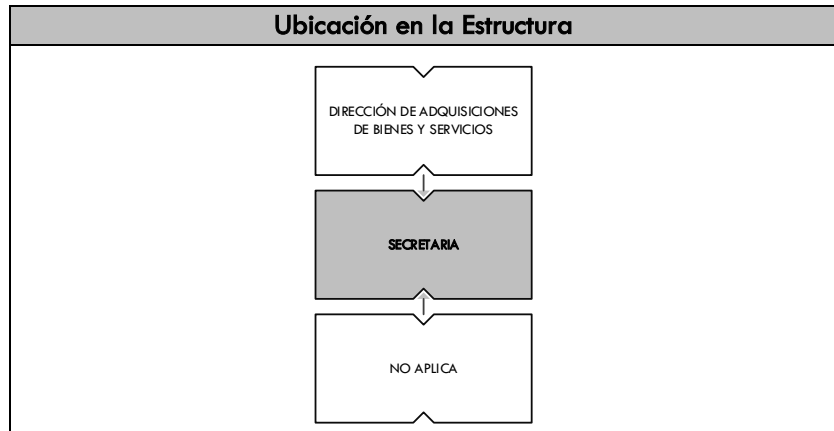 Ubicación en la Estructura
DIRECCIÓN DE ADQUISICIONES
DE BIENES Y SERVICIOS
SECRETARIA
NO APLICA